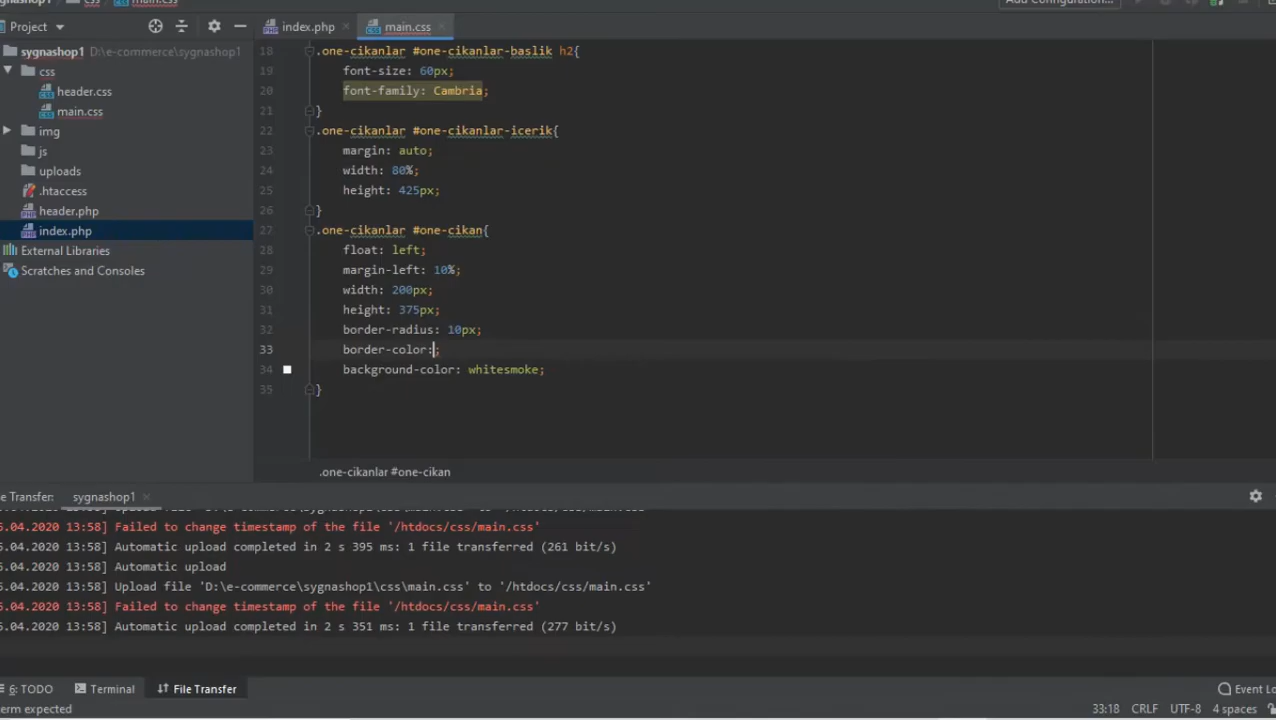 sygnashop1 css main.css Add Configuration...
Project
index.php
main.css
sygnashop1 D:\e-commerce\sygnashop1
css
header.css
main.css
img
js
uploads
.htaccess
header.php
index.php
External Libraries
Scratches and Consoles
18 .one-cikanlar #one-cikanlar-baslik h2{
19 font-size: 60px;
20 font-family: Cambria;
21 }
22 .one-cikanlar #one-cikanlar-icerik{
23 margin: auto;
24 width: 80%;
25 height: 425px;
26 }
27 .one-cikanlar #one-cikan{
28 float: left;
29 margin-left: 10%;
30 width: 200px;
31 height: 375px;
32 border-radius: 10px;
33 border-color:;
34 background-color: whitesmoke;
35 }
.one-cikanlar #one-cikan
e Transfer: sygnashop1
5.04.2020 13:58] Failed to change timestamp of the file '/htdocs/css/main.css'
5.04.2020 13:58] Automatic upload completed in 2 s 395 ms: 1 file transferred (261 bit/s)
5.04.2020 13:58] Automatic upload
5.04.2020 13:58] Upload file 'D:\e-commerce\sygnashop1\css\main.css' to '/htdocs/css/main.css'
5.04.2020 13:58] Failed to change timestamp of the file '/htdocs/css/main.css'
5.04.2020 13:58] Automatic upload completed in 2 s 351 ms: 1 file transferred (277 bit/s)
6: TODO Terminal File Transfer Event Lo
erm expected 33:18 CRLF UTF-8 4 spaces